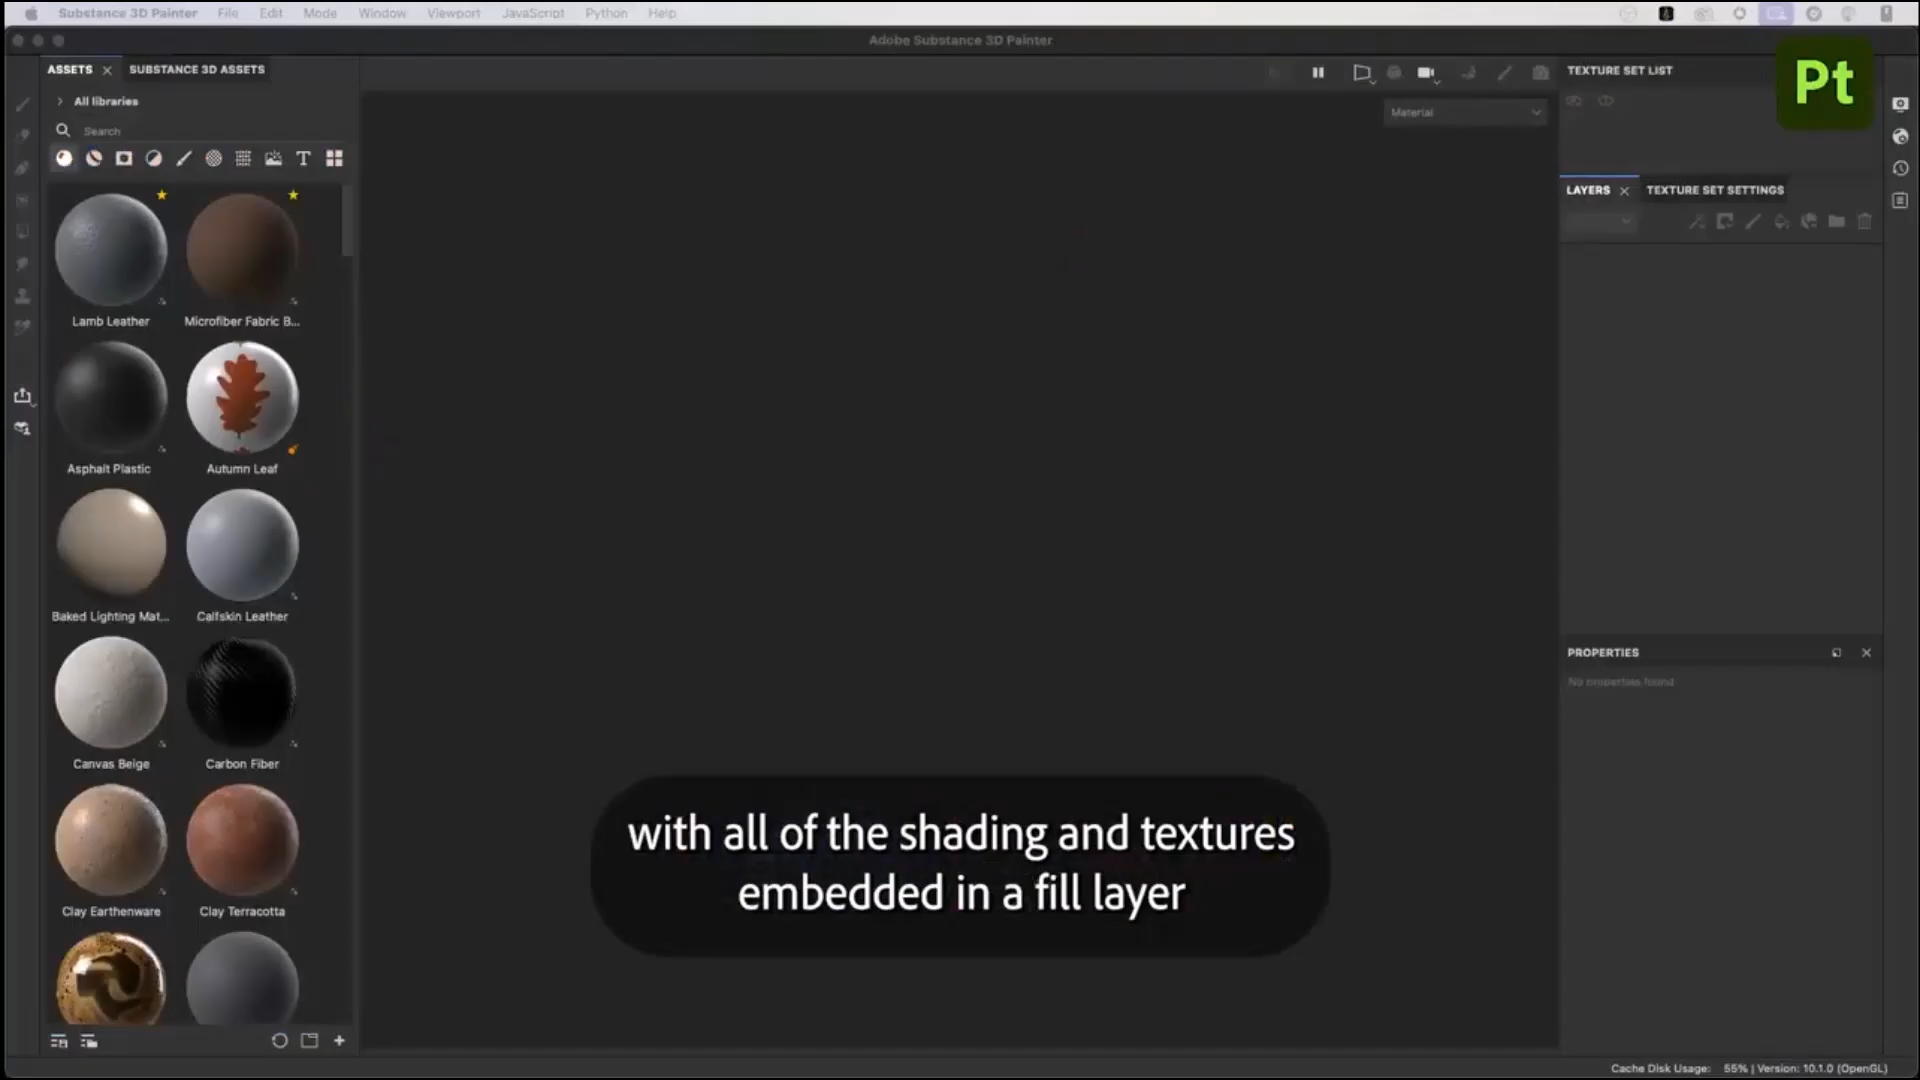 Substance 3D Painter File Edit Mode Window Viewport JavaScript Python Help
Adobe Substance 3D Painter
ASSETS SUBSTANCE 3D ASSETS
All libraries
Search
T
Material
TEXTURE SET LIST
Pt
LAYERS TEXTURE SET SETTINGS
Lamb Leather
Microfiber Fabric B...
Asphalt Plastic
Autumn Leaf
Baked Lighting Mat...
Calfskin Leather
Canvas Beige
Carbon Fiber
Clay Earthenware
Clay Terracotta
PROPERTIES
No properties found
with all of the shading and textures
embedded in a fill layer
Cache Disk Usage: 55% | Version: 10.1.0 (OpenGL)